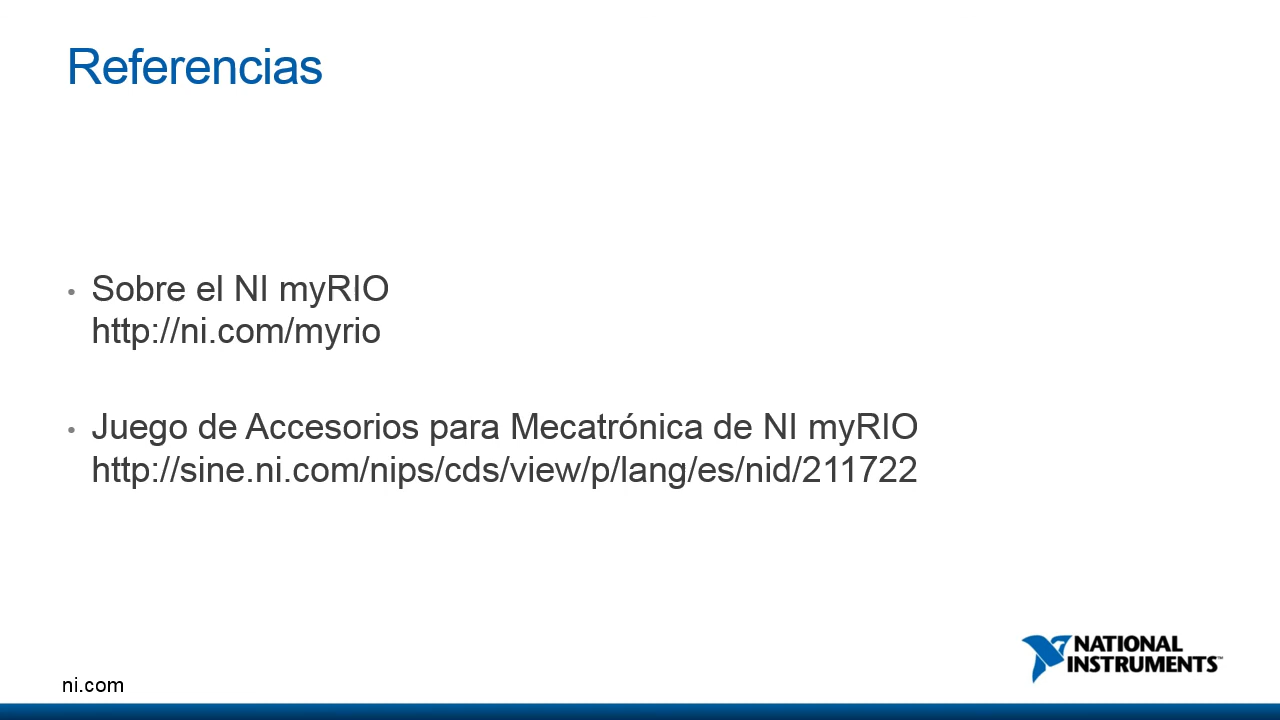 Referencias
• Sobre el NI myRIO
http://ni.com/myrio
• Juego de Accesorios para Mecatrónica de NI myRIO
http://sine.ni.com/nips/cds/view/p/lang/es/nid/211722
NATIONAL
INSTRUMENTS™
ni.com